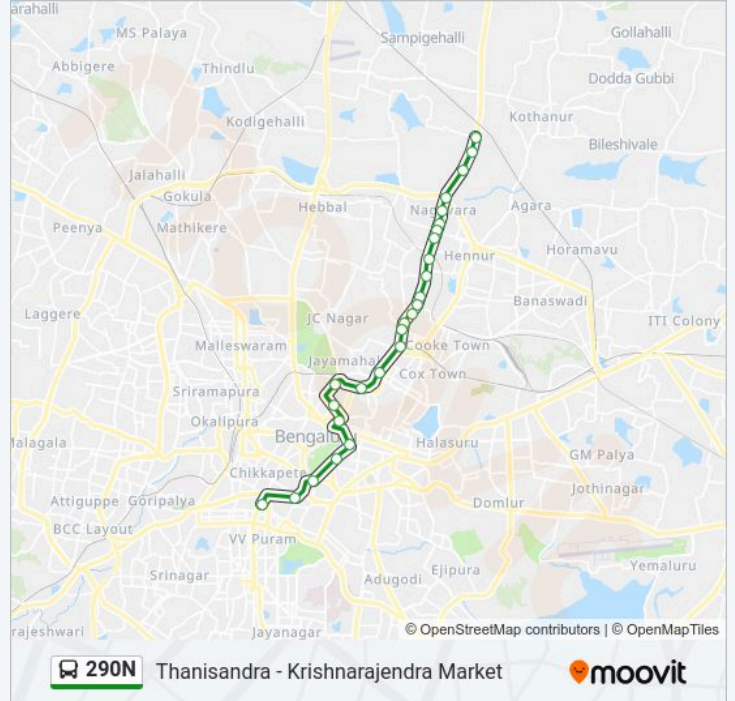 arahalli
MS Palaya
Sampigehalli
Gollahalli
Abbigere
Thindlu
Dodda Gubbi
Kodigehalli
Kothanur
Bileshivale
Jalahalli
Gokula
Hebbal
Nagavara
Agara
Peenya
Mathikere
Hennur
Horamavu
Laggere
JC Nagar
Banaswadi
ITI Colony
Malleswaram
Cooke Town
Jayamahal
Cox Town
Sriramapura
Okalipura
Malagala
Bengalu
Halasuru
GM Palya
Chikkapete
Jothinagar
Attiguppe
Goripalya
Domlur
BCC Layout
VV Puram
Srinagar
Ejipura
Yemaluru
Adugodi
rajeshwari
Jayanagar
© OpenStreetMap contributors | © OpenMapTiles
290N Thanisandra - Krishnarajendra Market moovit